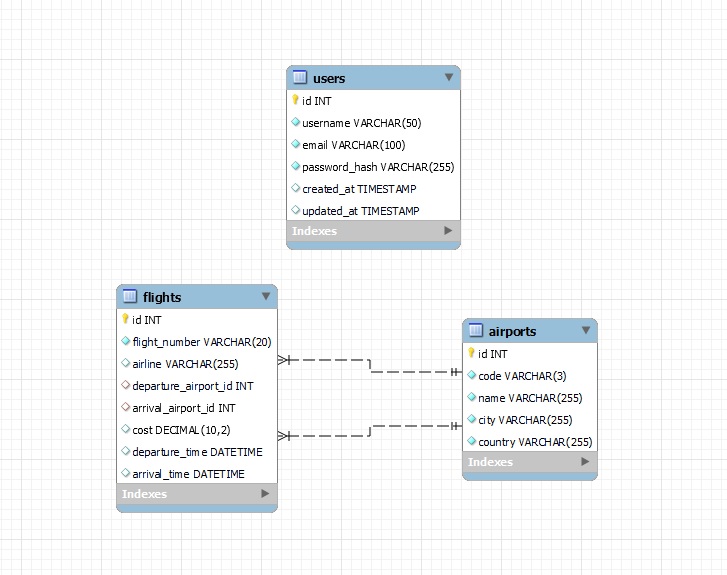 users
id INT
username VARCHAR(50)
email VARCHAR(100)
password_hash VARCHAR(255)
created_at TIMESTAMP
updated_at TIMESTAMP
Indexes
flights
id INT
flight_number VARCHAR(20)
airline VARCHAR(255)
departure_airport_id INT
arrival_airport_id INT
cost DECIMAL(10,2)
departure_time DATETIME
arrival_time DATETIME
Indexes
airports
id INT
code VARCHAR(3)
name VARCHAR(255)
city VARCHAR(255)
country VARCHAR(255)
Indexes